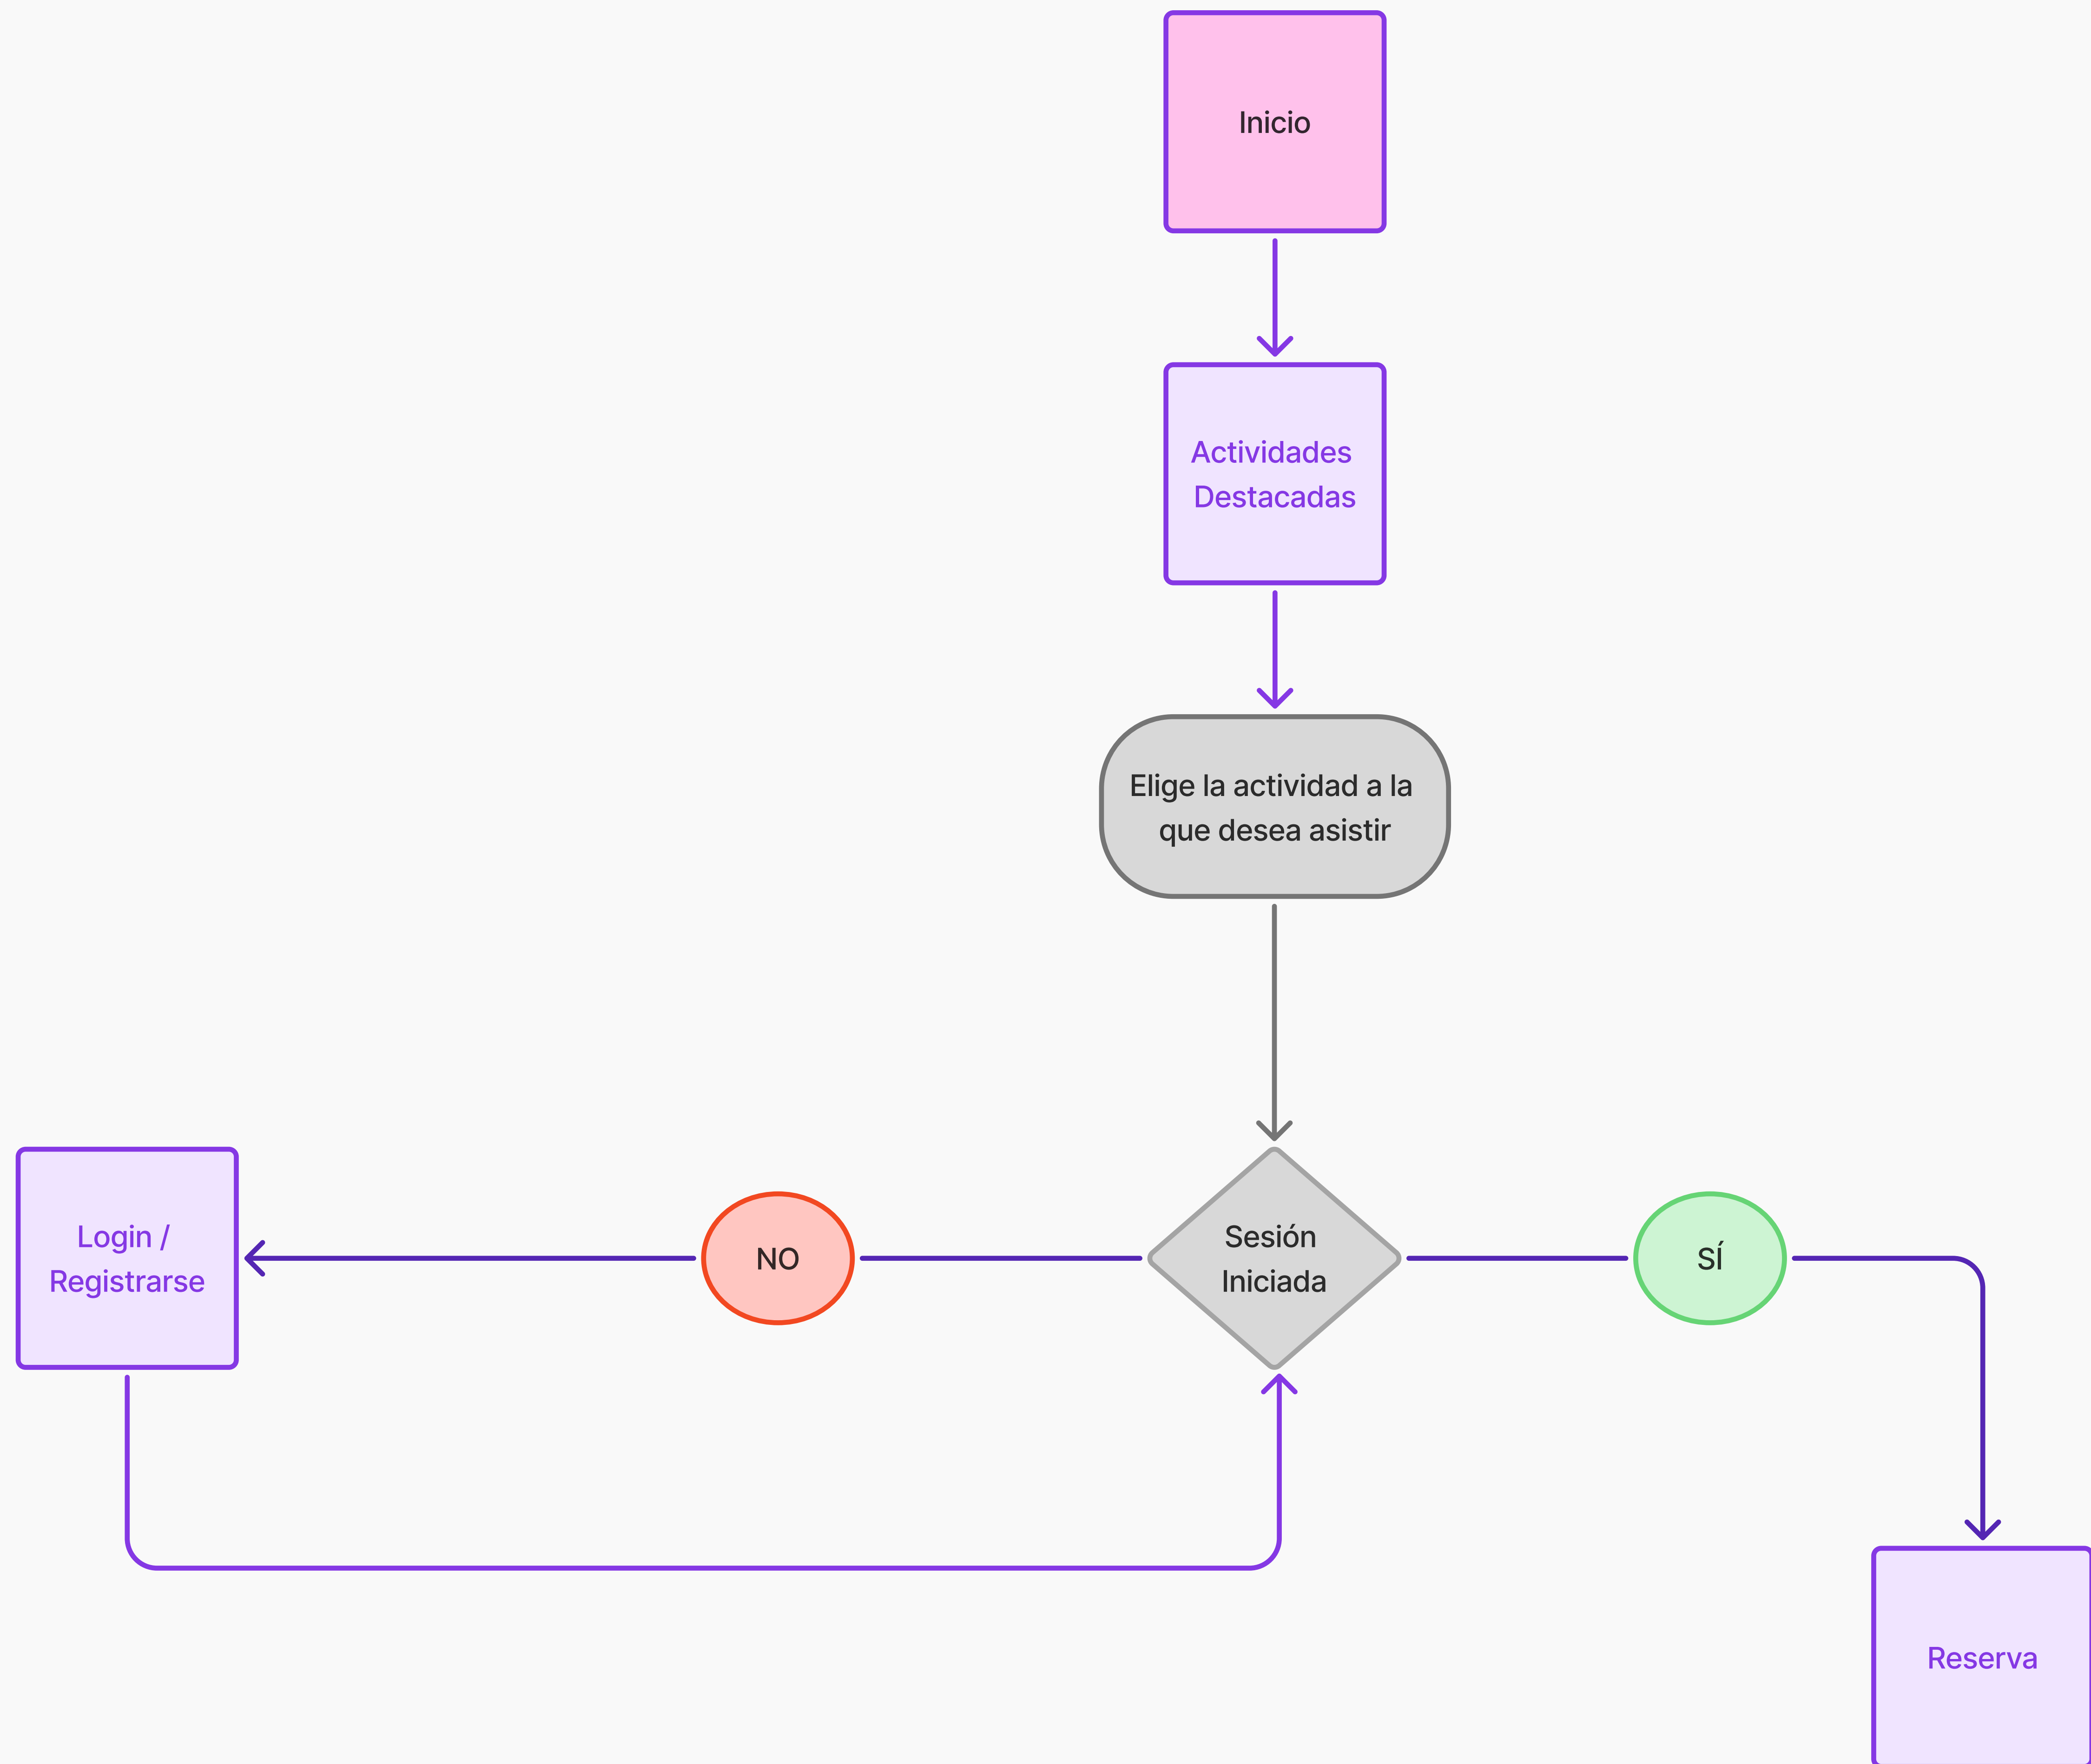 Inicio
Actividades
Destacadas
Elige la actividad a la
que desea asistir
Login /
Registrarse
NO
Sesión
Iniciada
SÍ
Reserva